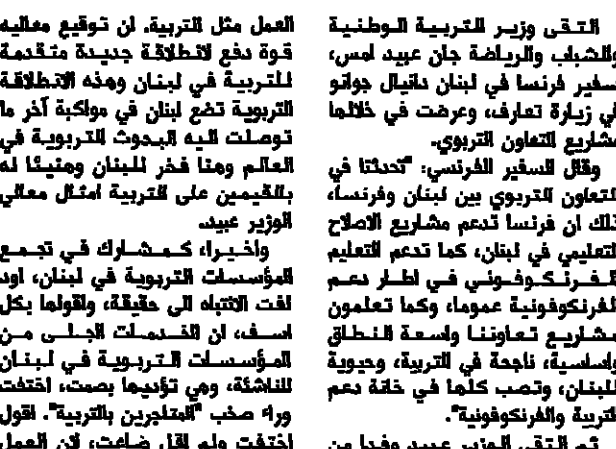 التقى وزير للتربية الوطنية
والشباب والرياضة جان عبيد امس،
سفير فرنسا في لبنان دانيال جوانو
في زيارة تعارف، وعرضت في خلالها
مشاريع التعاون التربوي.
وقال السفير الفرنسي: "تحدثنا في
التعاون التربوي بين لبنان وفرنسا،
ذلك ان فرنسا تدعم مشاريع الاصلاح
التعليمي في لبنان، كما تدعم التعليم
الفرنكوفوني في اطار دعم
الفرنكوفونية عموما، وكما تعلمون
مشاريع تعاوننا واسعة النطاق
واساسية، ناجحة في التربية، وحيوية
للبنان، وتصب كلها في خانة دعم
التربية والفرنكوفونية".
ثم التقى الوزير عبيد وفدا من
العمل مثل التربية. ان توقيع معاليه
قوة دفع لانطلاقة جديدة متقدمة
للتربية في لبنان وهذه الانطلاقة
التربوية تضع لبنان في مواكبة آخر ما
توصلت اليه البحوث التربوية في
العالم وهنا فخر للبنان وهنيئا له
بالقيمين على التربية امثال معالي
الوزير عبيد.
واخيرا، كمشارك في تجمع
المؤسسات التربوية في لبنان، اود
لفت الانتباه الى حقيقة، واقولها بكل
اسف، ان الخدمات الجلى من
المؤسسات التربوية في لبنان
للناشئة، وهي تؤديها بصمت، اختفت
وراء صخب "المتاجرين بالتربية". اقول
اختفت ولم اقل ضاعت، لان العمل